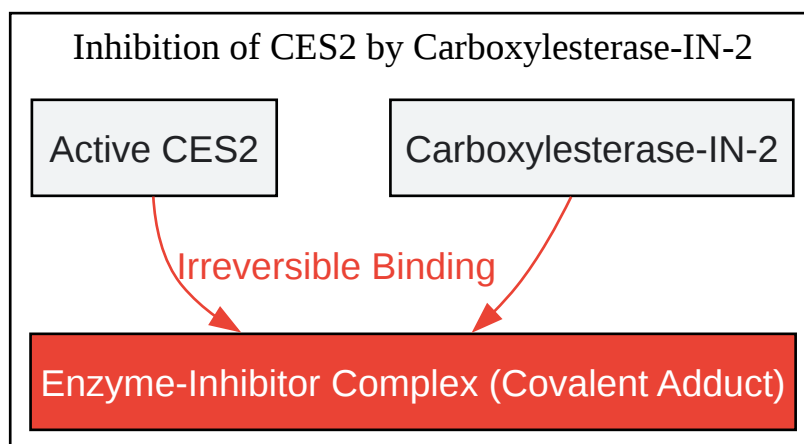 Inhibition of CES2 by Carboxylesterase-IN-2
Active CES2
Carboxylesterase-IN-2
Irreversible Binding
Enzyme-Inhibitor Complex (Covalent Adduct)